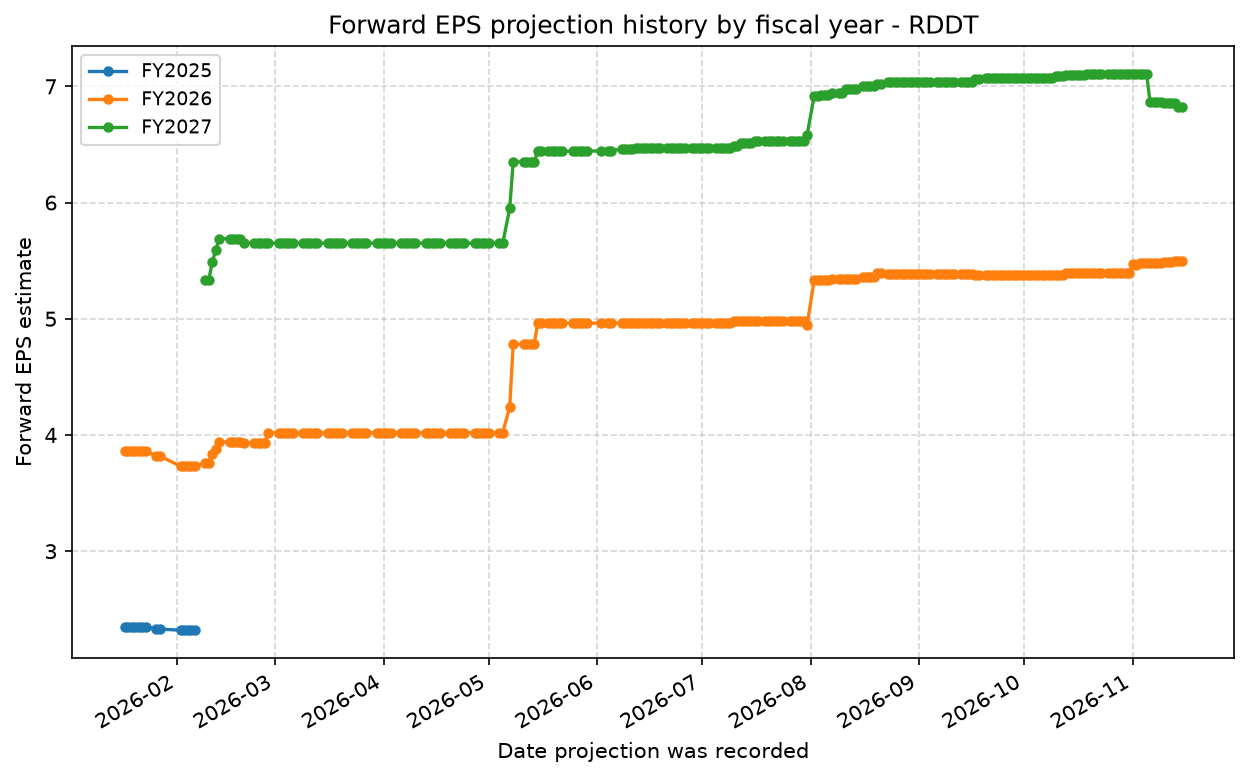 Forward EPS projection history by fiscal year - RDDT
FY2025
FY2026
FY2027
Forward EPS estimate
7
6
5
4
3
2026-02
2026-03
2026-04
2026-05
2026-06
2026-07
2026-08
2026-09
2026-10
2026-11
Date projection was recorded